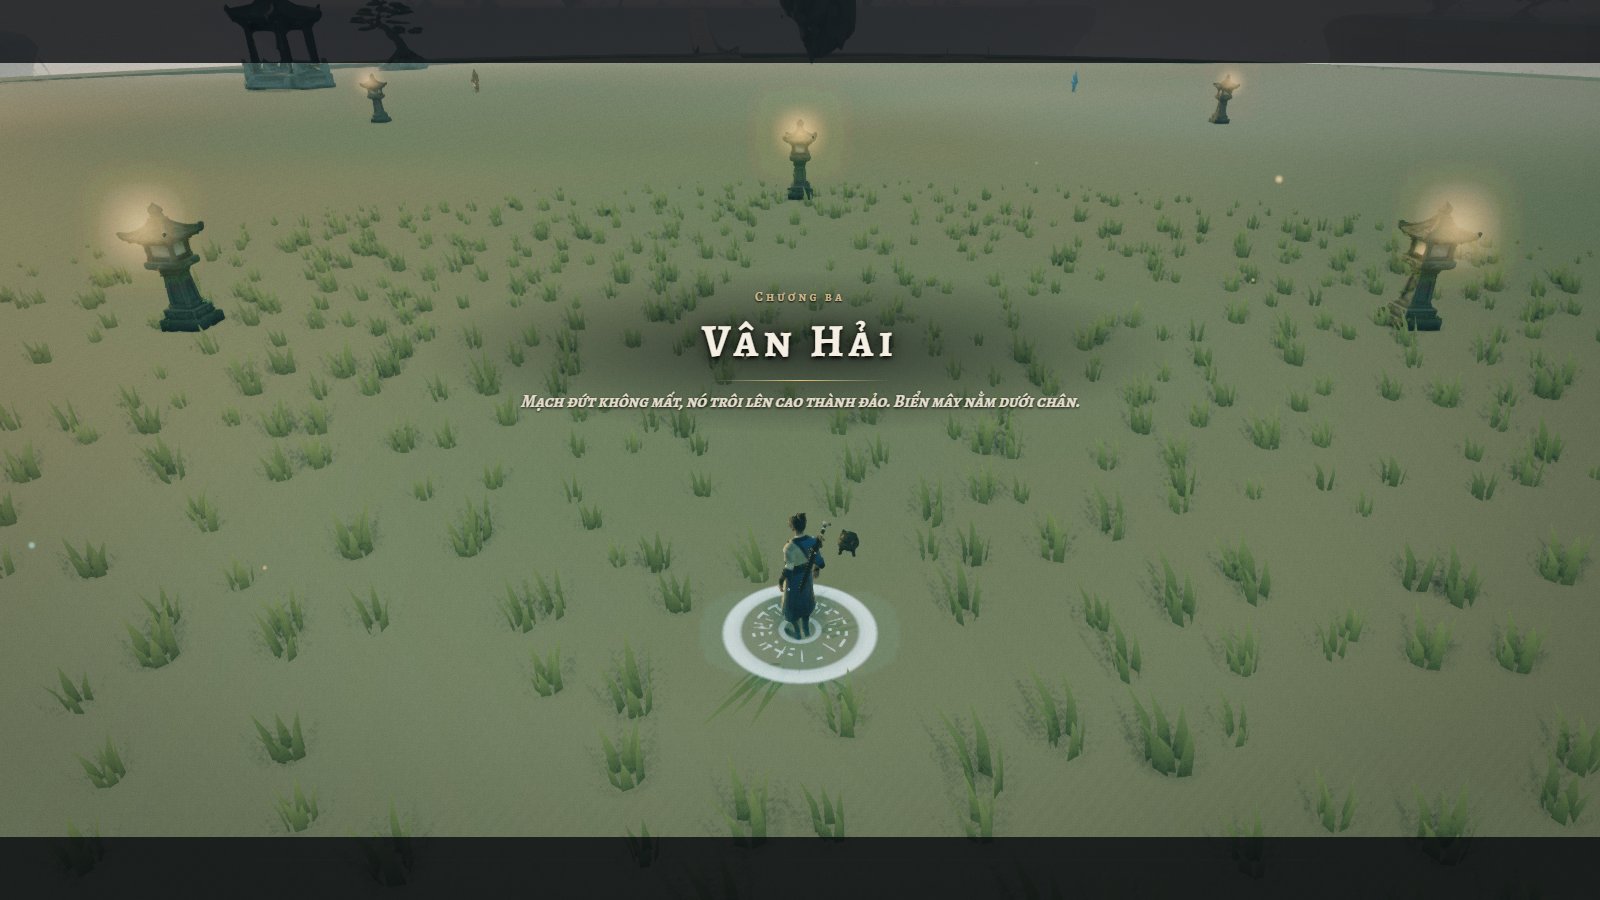 Chương ba
Vân Hải
Mạch đứt không mất, nó trôi lên cao thành đảo. Biển mây nằm dưới chân.